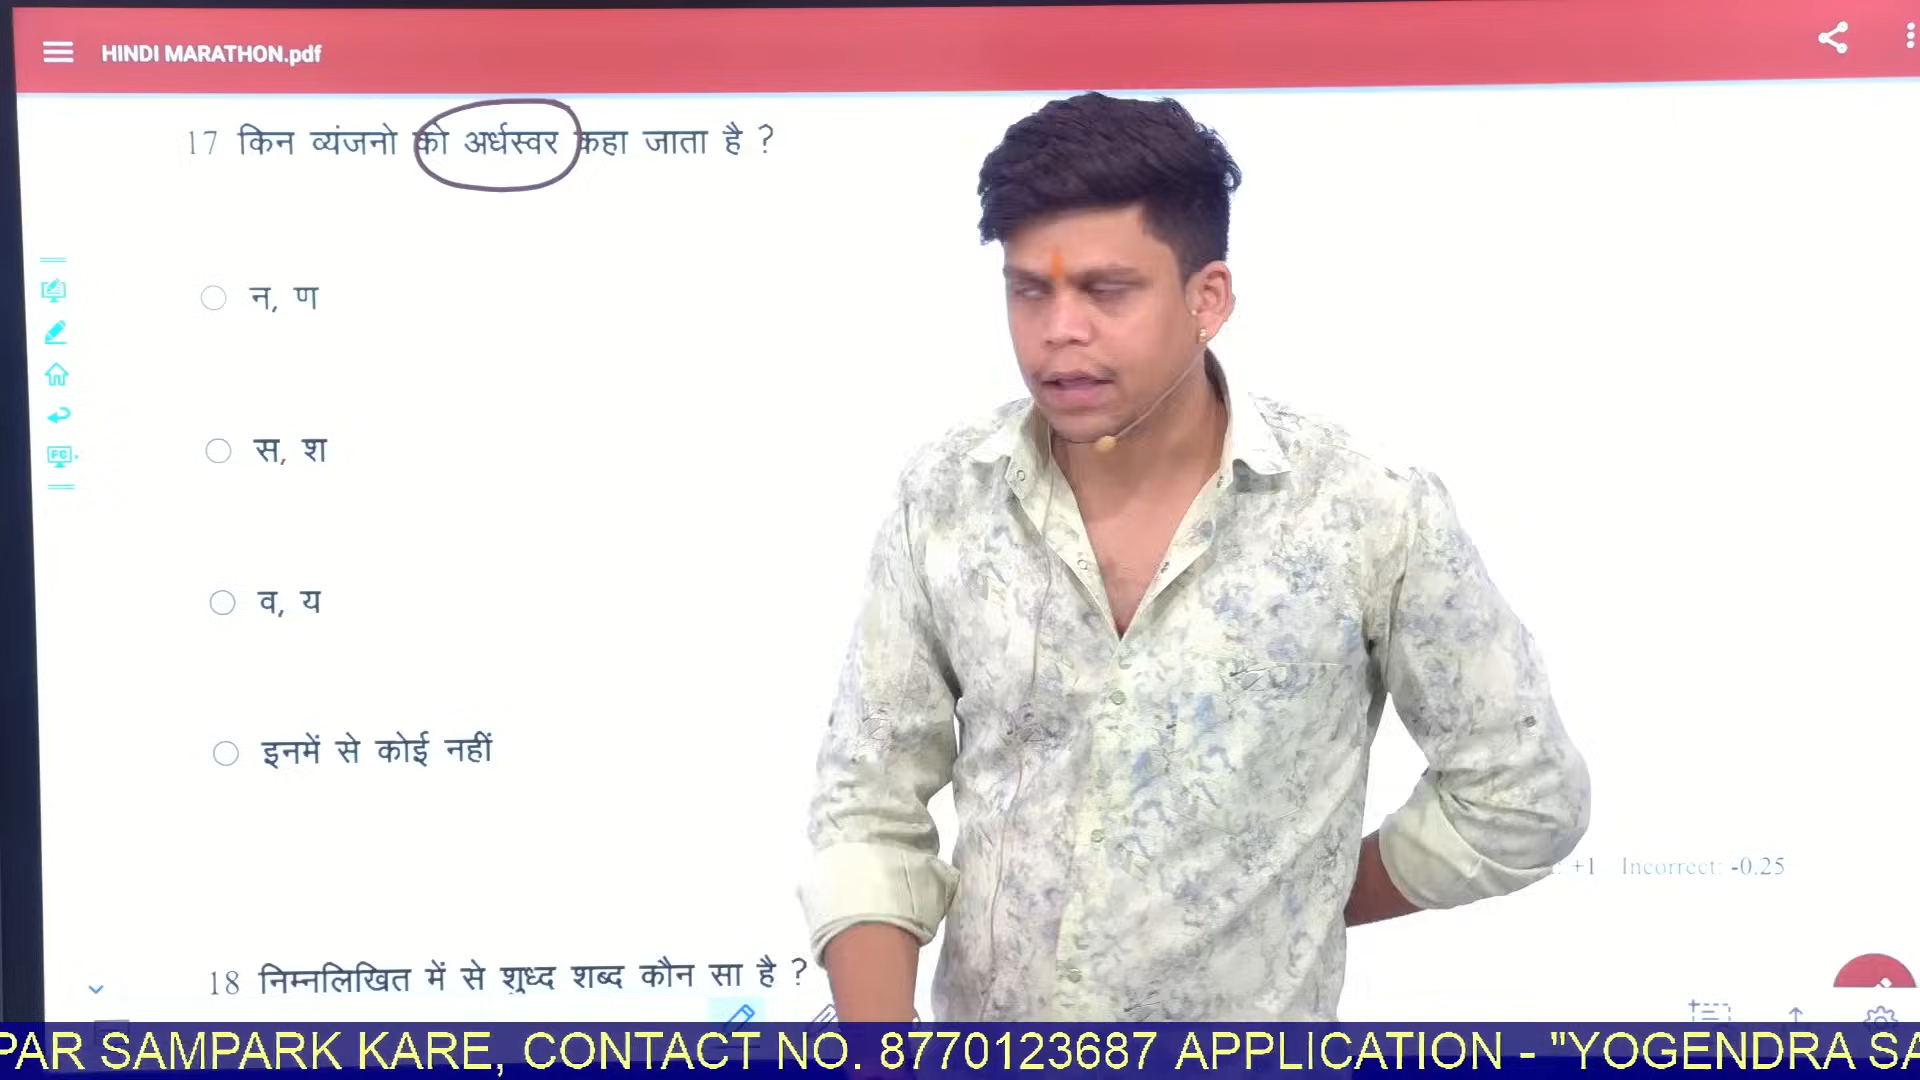 HINDI MARATHON.pdf
17 किन व्यंजनो को अर्धस्वर कहा जाता है ?
न, ण
स, श
व, य
इनमें से कोई नहीं
+1 Incorrect: -0.25
18 निम्नलिखित में से शुध्द शब्द कौन सा है ?
PAR SAMPARK KARE, CONTACT NO. 8770123687 APPLICATION - "YOGENDRA SA